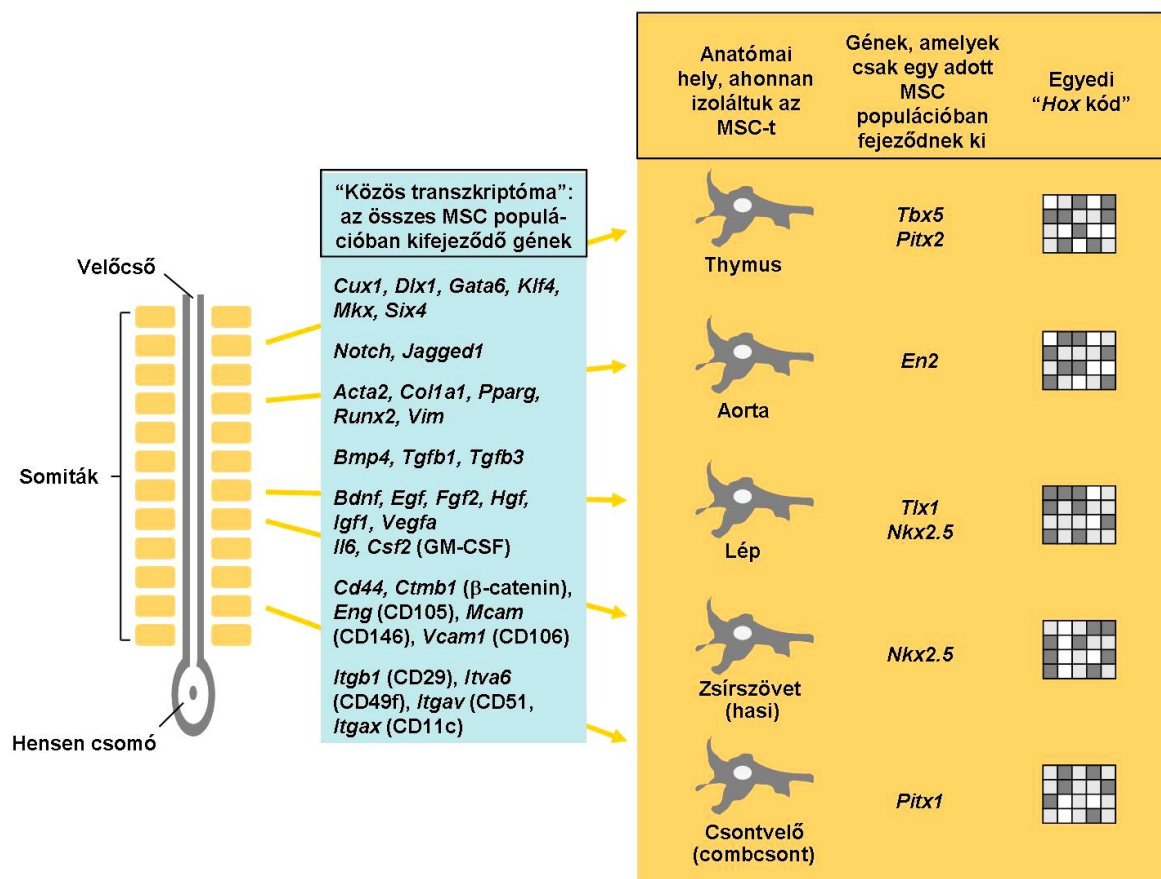 Velőcső
Somiták
Hensen csomó
“Közös transzkriptóma”:
az összes MSC populá-
cióban kifejeződő gének
Cux1, Dlx1, Gata6, Klf4,
Mkx, Six4
Notch, Jagged1
Acta2, Col1a1, Pparg,
Runx2, Vim
Bmp4, Tgfb1, Tgfb3
Bdnf, Egf, Fgf2, Hgf,
Igf1, Vegfa
Il6, Csf2 (GM-CSF)
Cd44, Ctmb1 (β-catenin),
Eng (CD105), Mcam
(CD146), Vcam1 (CD106)
Itgb1 (CD29), Itva6
(CD49f), Itgav (CD51,
Itgax (CD11c)
Anatómai
hely, ahonnan
izoláltuk az
MSC-t
Gének, amelyek
csak egy adott
MSC
populációban
fejeződnek ki
Egyedi
“Hox kód”
Thymus
Tbx5
Pitx2
Aorta
En2
Lép
Tlx1
Nkx2.5
Zsírszövet
(hasi)
Nkx2.5
Csontvelő
(combcsont)
Pitx1